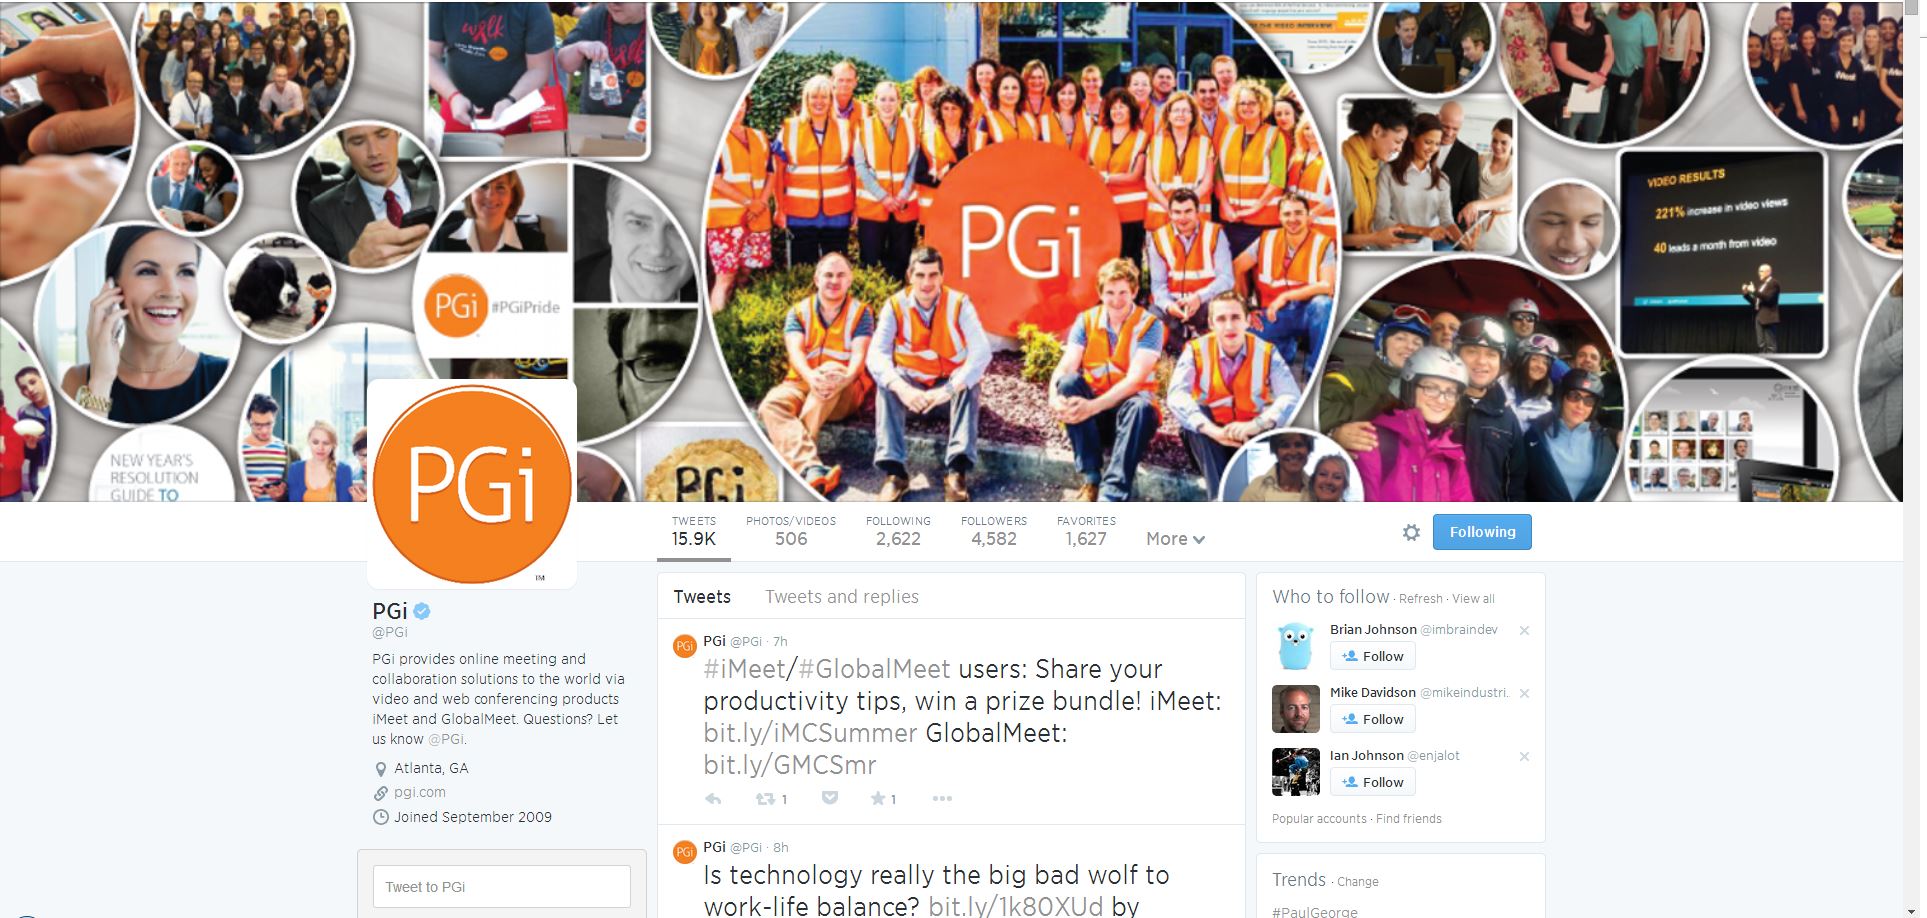 walk
VIDEO RESULTS
221% increase in video views
40 leads a month from video
PGi
PGi #PGiPride
NEW YEAR'S
RESOLUTION
GUIDE TO
PGi
PGi
TM
TWEETS
15.9K
PHOTOS/VIDEOS
506
FOLLOWING
2,622
FOLLOWERS
4,582
FAVORITES
1,627
More
Following
PGi
@PGi
PGi provides online meeting and
collaboration solutions to the world via
video and web conferencing products
iMeet and GlobalMeet. Questions? Let
us know @PGi.
Atlanta, GA
pgi.com
Joined September 2009
Tweet to PGi
Tweets Tweets and replies
PGi
PGi @PGi · 7h
#iMeet/#GlobalMeet users: Share your
productivity tips, win a prize bundle! iMeet:
bit.ly/iMCSummer GlobalMeet:
bit.ly/GMCSmr
1 1
PGi
PGi @PGi · 8h
Is technology really the big bad wolf to
work-life balance? bit.ly/1k80XUd by
Who to follow · Refresh · View all
Brian Johnson @imbraindev
Follow
Mike Davidson @mikeindustri.
Follow
Ian Johnson @enjalot
Follow
Popular accounts · Find friends
Trends · Change
#PaulGeorge